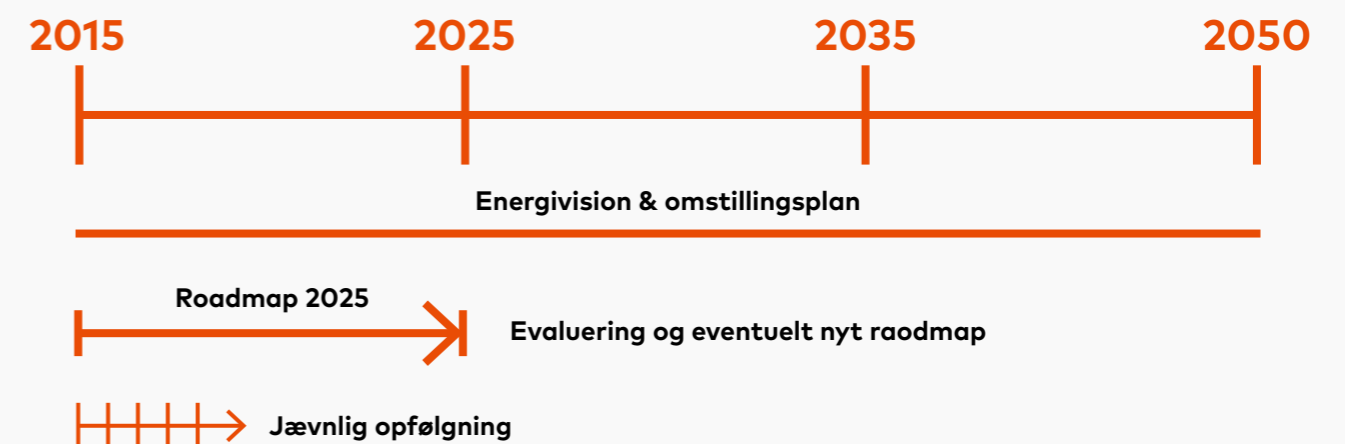 2015 2025 2035 2050
Energivision & omstillingsplan
Roadmap 2025
Evaluering og eventuelt nyt raodmap
Jævnlig opfølgning